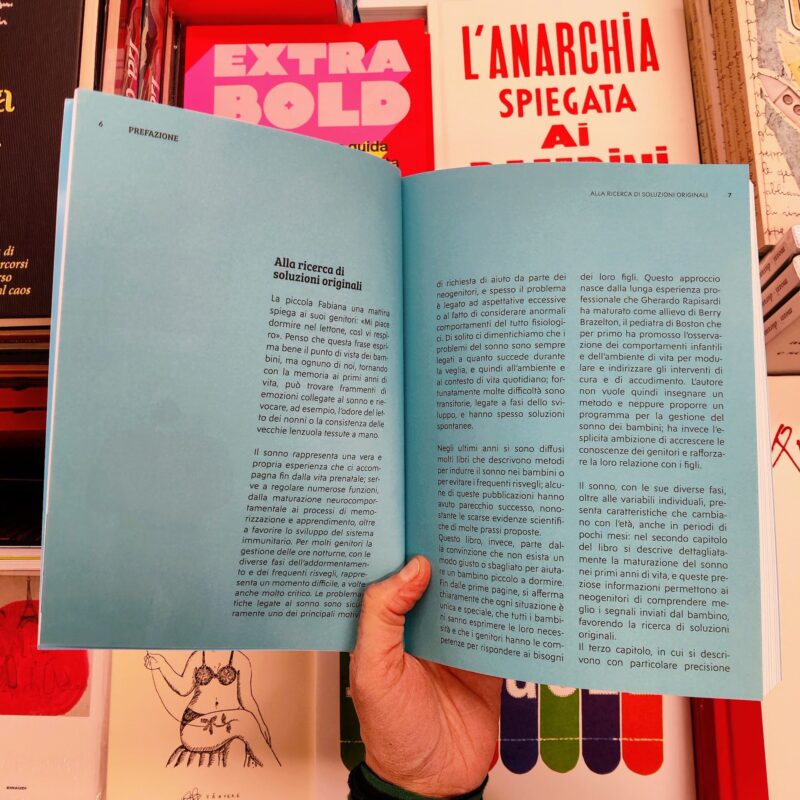 EXTRA
BOLD
guida
L'ANARCHIA
SPIEGATA
Ai
BAMBINI
di
percorsi
al caos
6 PREFAZIONE
Alla ricerca di
soluzioni originali
La piccola Fabiana una mattina
spiega ai suoi genitori: «Mi piace
dormire nel lettone, così vi respi-
ro». Penso che questa frase espri-
ma bene il punto di vista dei bam-
bini, ma ognuno di noi, tornando
con la memoria ai primi anni di
vita, può trovare frammenti di
emozioni collegate al sonno e rie-
vocare, ad esempio, l'odore del let-
to dei nonni o la consistenza delle
vecchie lenzuola tessute a mano.
Il sonno rappresenta una vera e
propria esperienza che ci accom-
pagna fin dalla vita prenatale; ser-
ve a regolare numerose funzioni,
dalla maturazione neurocompor-
tamentale ai processi di memo-
rizzazione e apprendimento, oltre
a favorire lo sviluppo del sistema
immunitario. Per molti genitori la
gestione delle ore notturne, con le
diverse fasi dell'addormentamen-
to e dei frequenti risvegli, rappre-
senta un momento difficile, a volte
anche molto critico. Le problema-
tiche legate al sonno sono sicu-
ramente uno dei principali motivi
ALLA RICERCA DI SOLUZIONI ORIGINALI 7
di richiesta di aiuto da parte dei
neogenitori, e spesso il problema
è legato ad aspettative eccessive
o al fatto di considerare anormali
comportamenti del tutto fisiologi-
ci. Di solito ci dimentichiamo che i
problemi del sonno sono sempre
legati a quanto succede durante
la veglia, e quindi all'ambiente e
al contesto di vita quotidiano; for-
tunatamente molte difficoltà sono
transitorie, legate a fasi dello svi-
luppo, e hanno spesso soluzioni
spontanee.
Negli ultimi anni si sono diffusi
molti libri che descrivono metodi
per indurre il sonno nei bambini o
per evitare i frequenti risvegli; alcu-
ne di queste pubblicazioni hanno
avuto parecchio successo, nono-
stante le scarse evidenze scientifi-
che di molte prassi proposte.
Questo libro, invece, parte dal-
la convinzione che non esista un
modo giusto o sbagliato per aiuta-
re un bambino piccolo a dormire.
Fin dalle prime pagine, si afferma
chiaramente che ogni situazione è
unica e speciale, che tutti i bambi-
ni sanno esprimere le loro neces-
sità e che i genitori hanno le com-
petenze per rispondere ai bisogni
dei loro figli. Questo approccio
nasce dalla lunga esperienza pro-
fessionale che Gherardo Rapisardi
ha maturato come allievo di Berry
Brazelton, il pediatra di Boston che
per primo ha promosso l'osserva-
zione dei comportamenti infantili
e dell'ambiente di vita per modu-
lare e indirizzare gli interventi di
cura e di accudimento. L'autore
non vuole quindi insegnare un
metodo e neppure proporre un
programma per la gestione del
sonno dei bambini; ha invece l'e-
splicita ambizione di accrescere le
conoscenze dei genitori e rafforza-
re la loro relazione con i figli.
Il sonno, con le sue diverse fasi,
oltre alle variabili individuali, pre-
senta caratteristiche che cambia-
no con l'età, anche in periodi di
pochi mesi: nel secondo capitolo
del libro si descrive dettagliata-
mente la maturazione del sonno
nei primi anni di vita, e queste pre-
ziose informazioni permettono ai
neogenitori di comprendere me-
glio i segnali inviati dal bambino,
favorendo la ricerca di soluzioni
originali.
Il terzo capitolo, in cui si descri-
vono con particolare precisione
EINAUDI